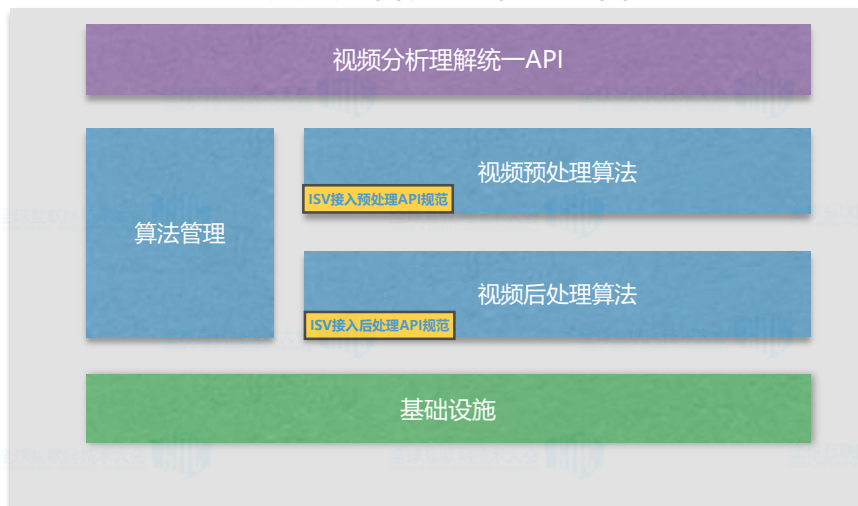 视频分析理解统一API
视频预处理算法
ISV接入预处理API规范
算法管理
视频后处理算法
ISV接入后处理API规范
基础设施